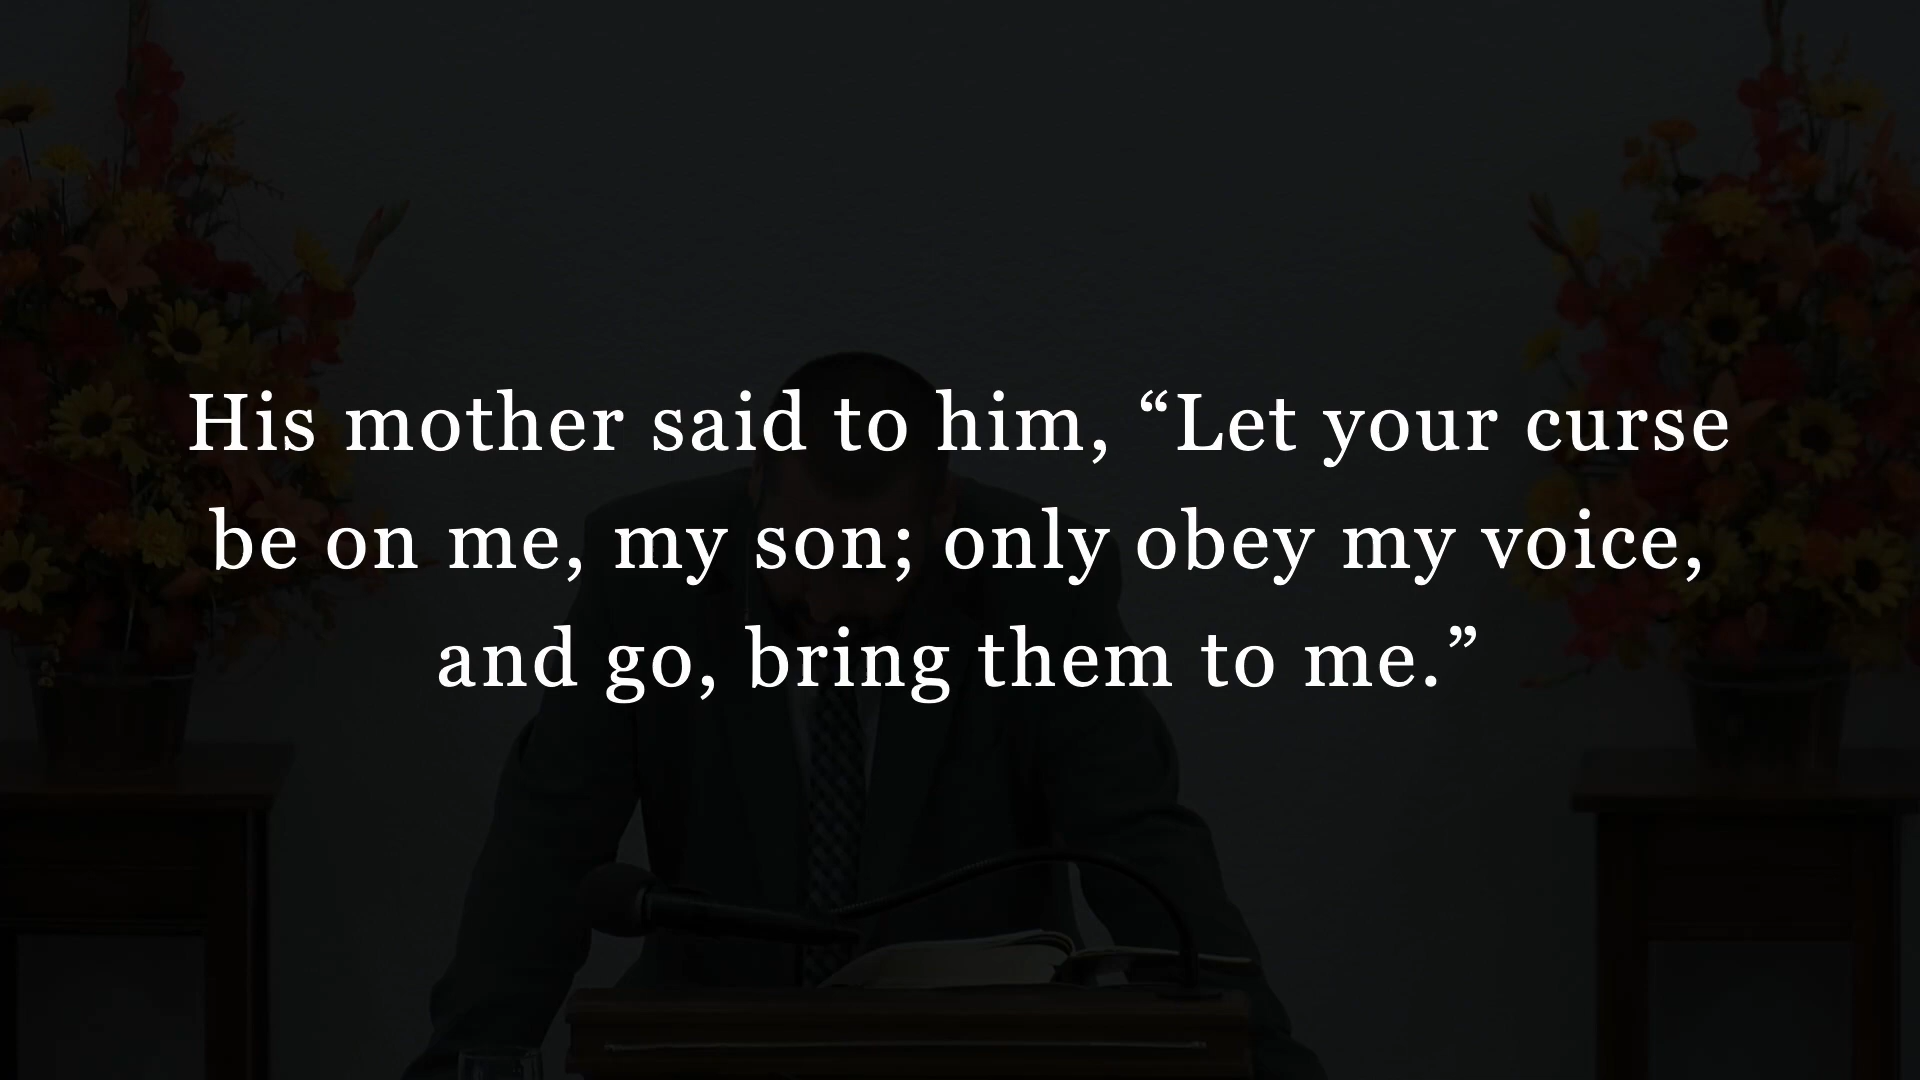 His mother said to him, “Let your curse
be on me, my son; only obey my voice,
and go, bring them to me.”